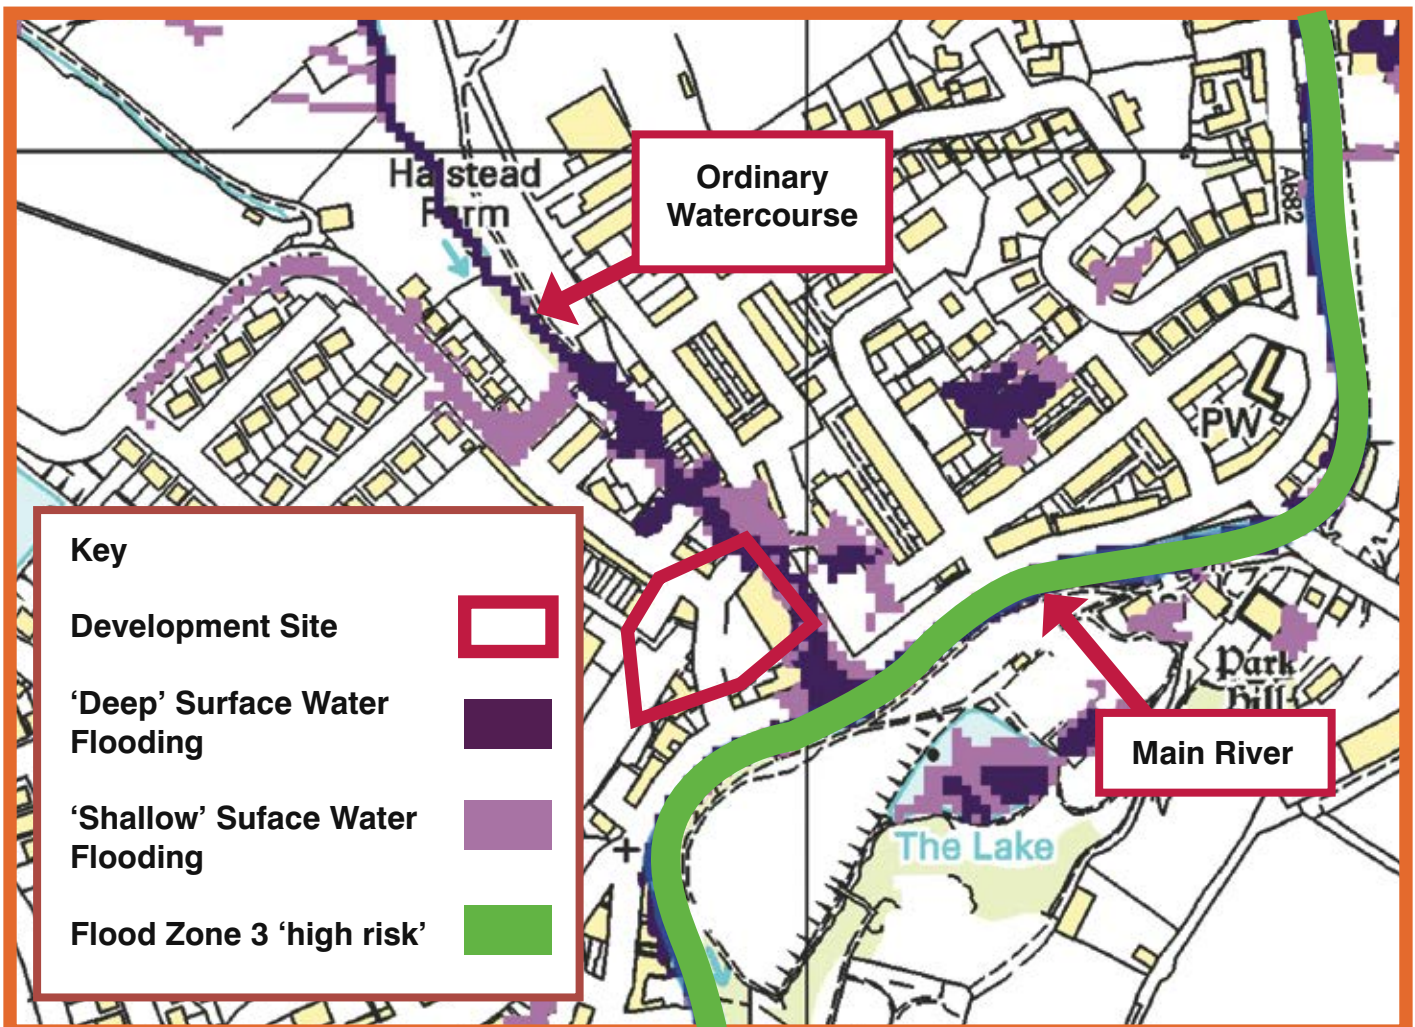 Halstead
Farm
Ordinary
Watercourse
A682
PW
Key
Development Site
‘Deep’ Surface Water
Flooding
‘Shallow’ Suface Water
Flooding
Flood Zone 3 ‘high risk’
Park
Hill
Main River
The Lake